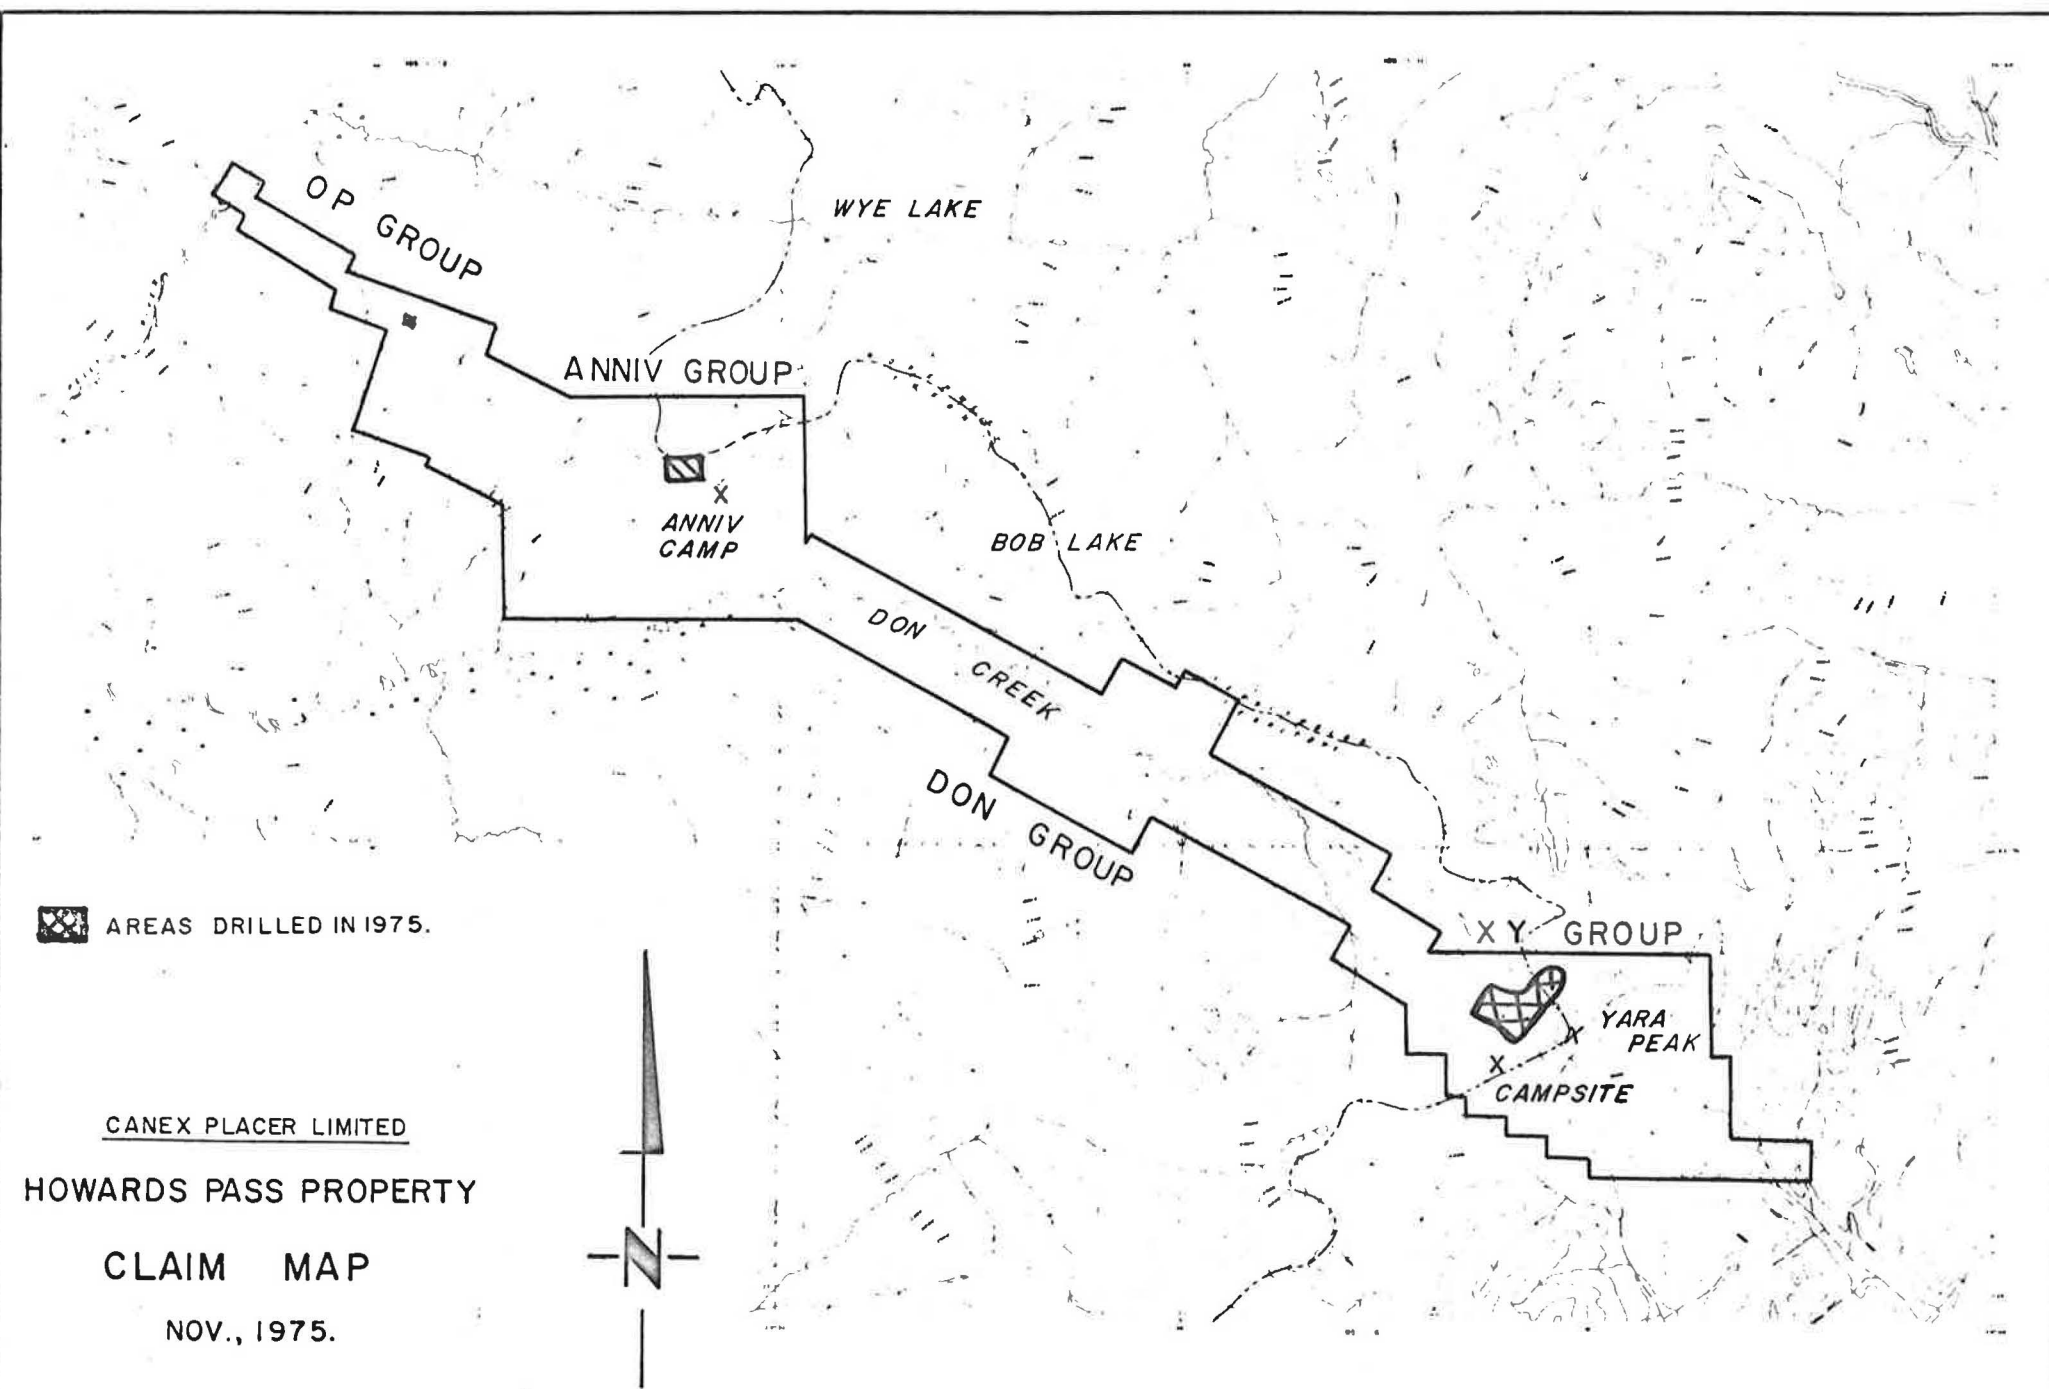 OP GROUP
WYE LAKE
ANNIV GROUP
ANNIV
CAMP
BOB LAKE
DON
CREEK
DON GROUP
AREAS DRILLED IN 1975.
XY GROUP
YARA
PEAK
X
X
X
CAMPSITE
CANEX PLACER LIMITED
HOWARDS PASS PROPERTY
CLAIM MAP
NOV., 1975.
N